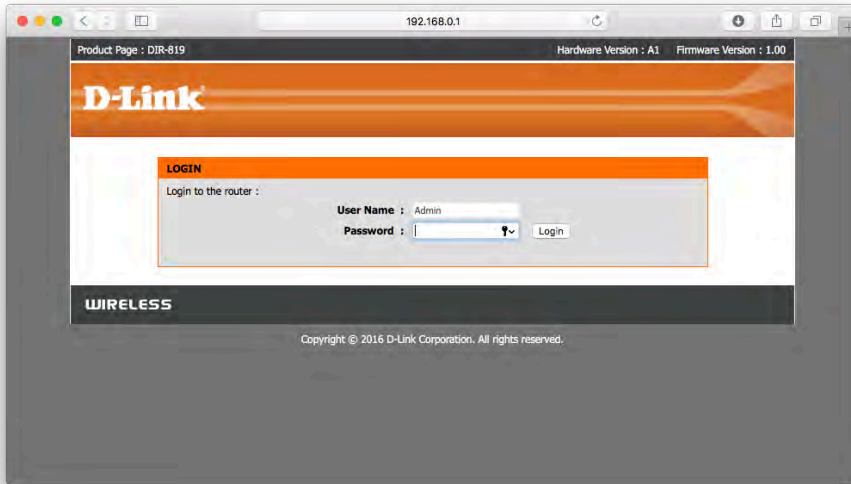 192.168.0.1
Product Page : DIR-819 Hardware Version : A1 Firmware Version : 1.00
D-Link
LOGIN
Login to the router :
User Name : Admin
Password : Login
WIRELESS
Copyright © 2016 D-Link Corporation. All rights reserved.